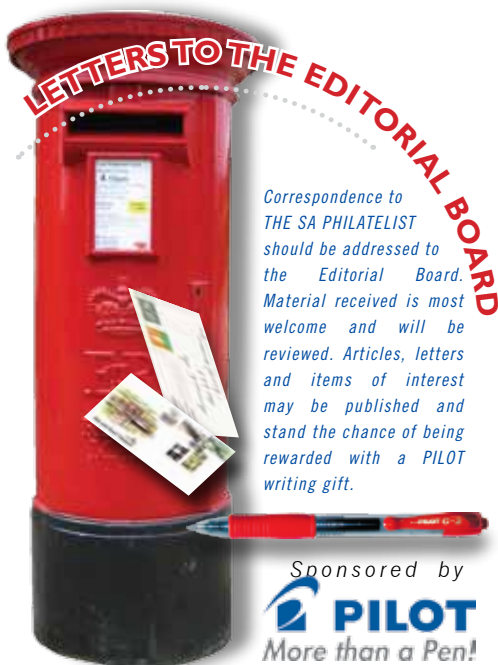 LETTERS TO THE EDITORIAL BOARD
Correspondence to
THE SA PHILATELIST
should be addressed to
the Editorial Board.
Material received is most
welcome and will be
reviewed. Articles, letters
and items of interest
may be published and
stand the chance of being
rewarded with a PILOT
writing gift.
PILOT G-2
Sponsored by
PILOT
More than a Pen!